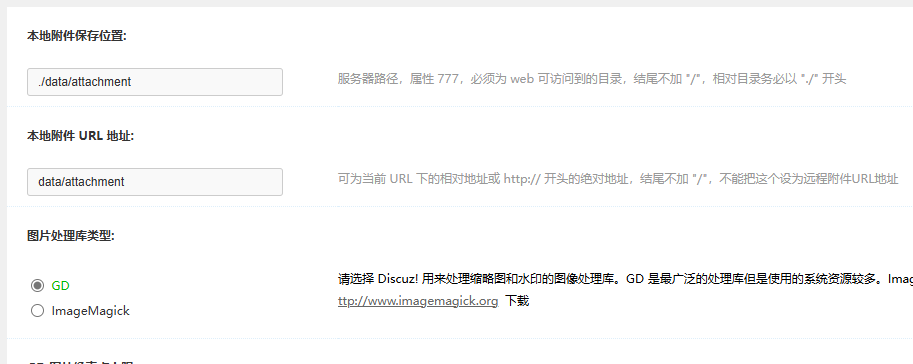 本地附件保存位置:
./data/attachment
服务器路径，属性 777，必须为 web 可访问到的目录，结尾不加 "/"，相对目录务必以 "./" 开头
本地附件 URL 地址:
data/attachment
可为当前 URL 下的相对地址或 http:// 开头的绝对地址，结尾不加 "/"，不能把这个设为远程附件URL地址
图片处理库类型:
GD
ImageMagick
请选择 Discuz! 用来处理缩略图和水印的图像处理库。GD 是最广泛的处理库但是使用的系统资源较多。Imag
ttp://www.imagemagick.org 下载